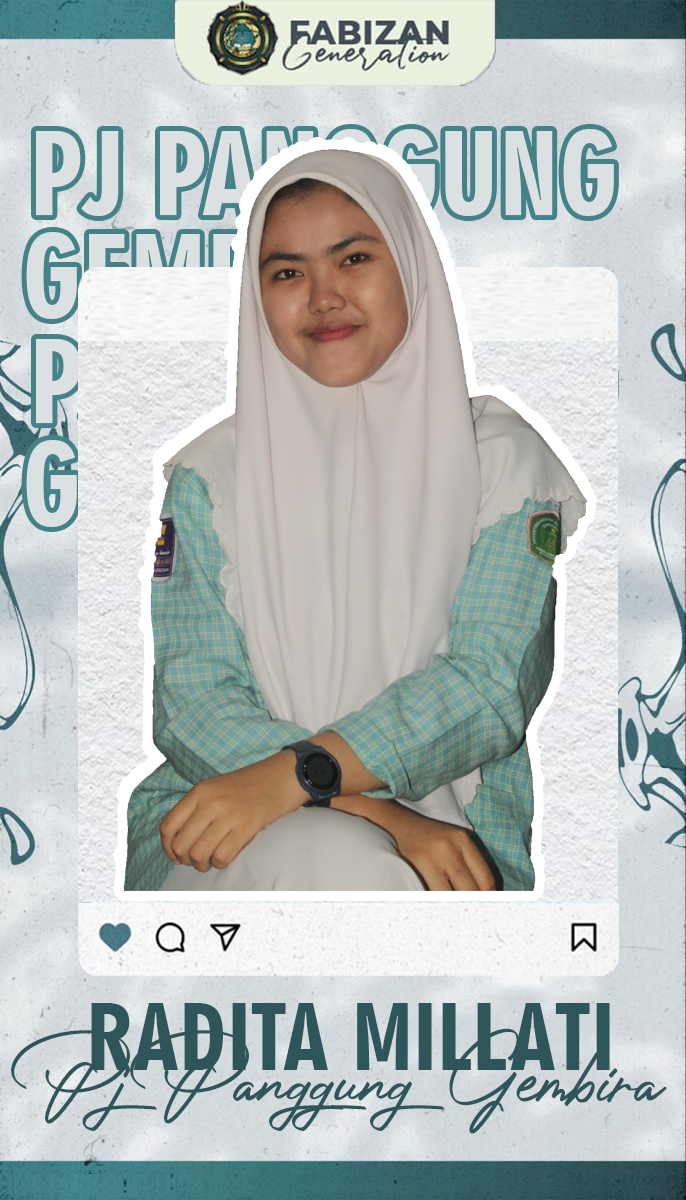 FABIZAN
Generation
PJ PANGGUNG
RADITA MILLATI
Pj Panggung Gembira